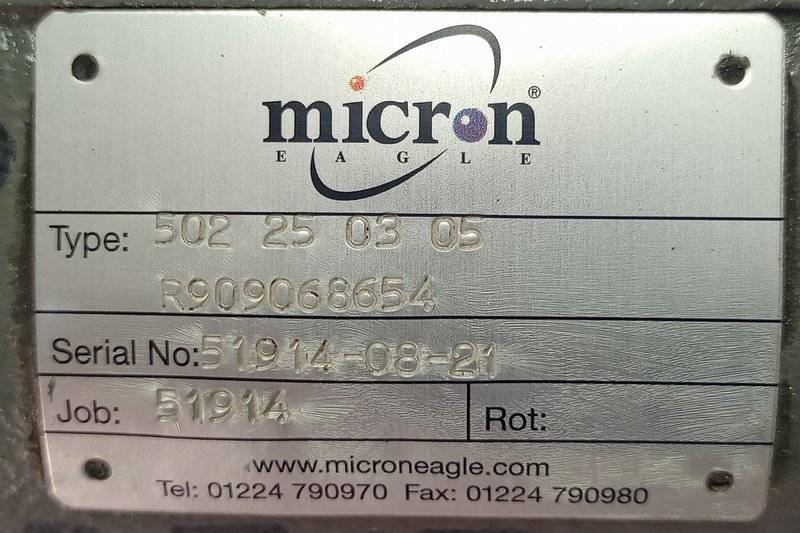 micron®
EAGLE
Type: 502 25 03 05
R909068654
Serial No: 51914-08-21
Job: 51914 Rot:
www.microneagle.com
Tel: 01224 790970 Fax: 01224 790980